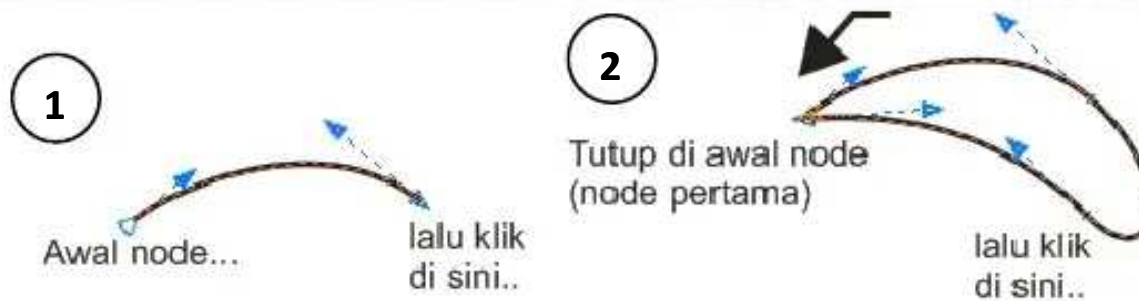 1
Awal node...
lalu klik
di sini..
2
Tutup di awal node
(node pertama)
lalu klik
di sini..